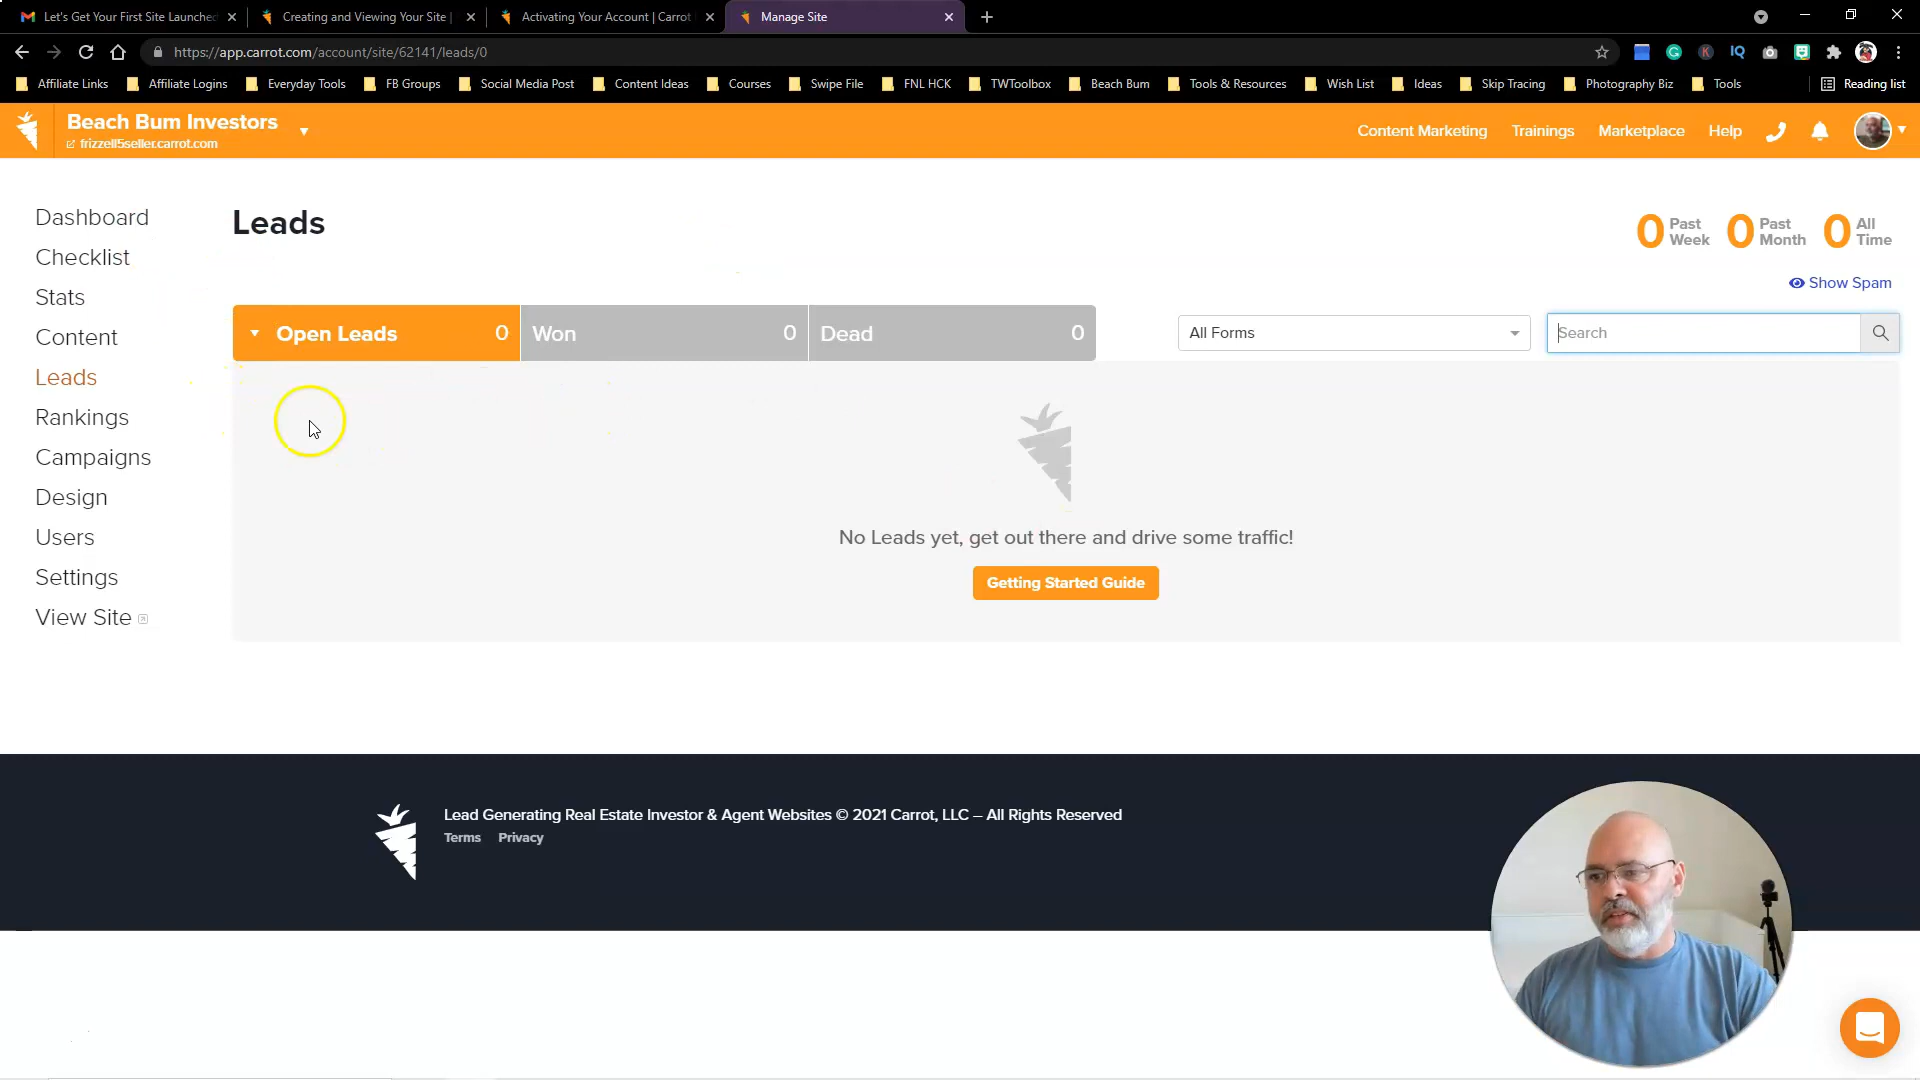 Let's Get Your First Site Launched
Creating and Viewing Your Site |
Activating Your Account | Carrot
Manage Site
https://app.carrot.com/account/site/62141/leads/0
Affiliate Links
Affiliate Logins
Everyday Tools
FB Groups
Social Media Post
Content Ideas
Courses
Swipe File
FNL HCK
TWToolbox
Beach Bum
Tools & Resources
Wish List
Ideas
Skip Tracing
Photography Biz
Tools
Reading list
Beach Bum Investors
frizzell5seller.carrot.com
Content Marketing
Trainings
Marketplace
Help
Dashboard
Checklist
Stats
Content
Leads
Rankings
Campaigns
Design
Users
Settings
View Site
Leads
0 Past Week
0 Past Month
0 All Time
Show Spam
Open Leads 0
Won 0
Dead 0
All Forms
Search
No Leads yet, get out there and drive some traffic!
Getting Started Guide
Lead Generating Real Estate Investor & Agent Websites © 2021 Carrot, LLC – All Rights Reserved
Terms Privacy